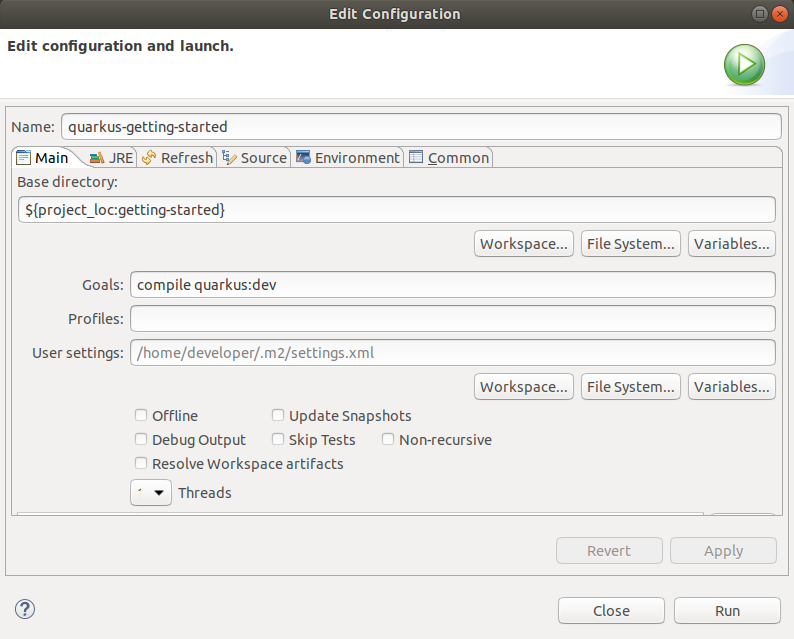 Edit Configuration
Edit configuration and launch.
Name: quarkus-getting-started
Main JRE Refresh Source Environment Common
Base directory:
${project_loc:getting-started}
Workspace... File System... Variables...
Goals: compile quarkus:dev
Profiles:
User settings: /home/developer/.m2/settings.xml
Workspace... File System... Variables...
Offline Update Snapshots
Debug Output Skip Tests Non-recursive
Resolve Workspace artifacts
Threads
Revert Apply
? Close Run